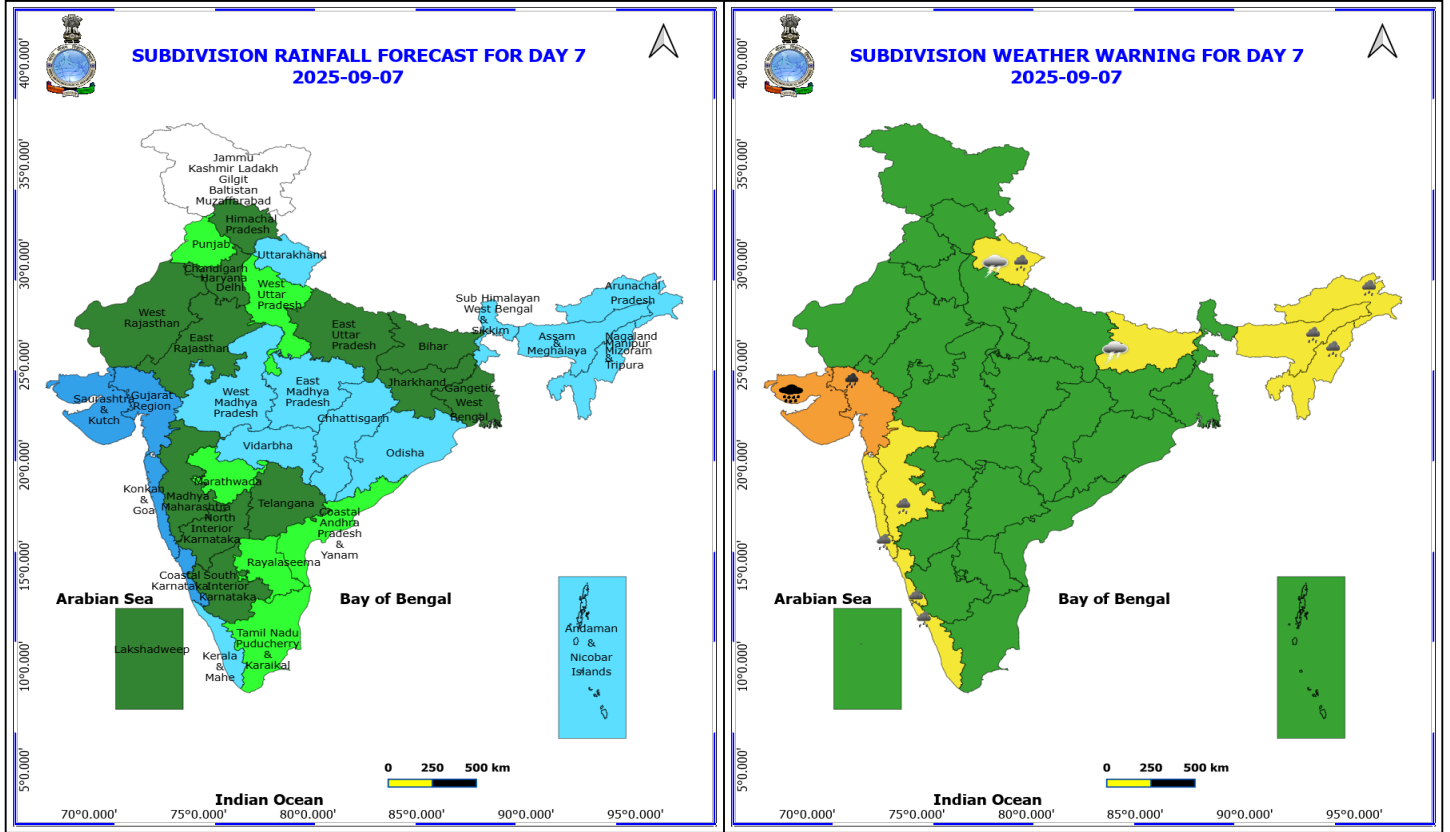 SUBDIVISION RAINFALL FORECAST FOR DAY 7
2025-09-07
40°0.000'
35°0.000'
30°0.000'
25°0.000'
20°0.000'
15°0.000'
10°0.000'
5°0.000'
Jammu
Kashmir Ladakh
Gilgit
Baltistan
Muzaffarabad
Himachal
Pradesh
Punjab
Uttarakhand
Chandigarh
Haryana
Delhi
West
Uttar
Pradesh
West
Rajasthan
East
Rajasthan
East
Uttar
Pradesh
Bihar
Sub Himalayan
West Bengal
&
Sikkim
Arunachal
Pradesh
Assam
&
Meghalaya
Nagaland
Manipur
Mizoram
&
Tripura
Jharkhand
Gangetic
West
Bengal
Saurashtra
&
Kutch
Gujarat
Region
West
Madhya
Pradesh
East
Madhya
Pradesh
Chhattisgarh
Vidarbha
Odisha
Konkan
&
Goa
Madhya
Maharashtra
Marathwada
Telangana
North
Interior
Karnataka
Coastal
Andhra
Pradesh
&
Yanam
Rayalaseema
Coastal
Karnataka
South
Interior
Karnataka
Arabian Sea
Bay of Bengal
Lakshadweep
Tamil Nadu
Puducherry
&
Karaikal
Kerala
&
Mahe
Andaman
&
Nicobar
Islands
0 250 500 km
Indian Ocean
70°0.000' 75°0.000' 80°0.000' 85°0.000' 90°0.000' 95°0.000'
SUBDIVISION WEATHER WARNING FOR DAY 7
2025-09-07
40°0.000'
35°0.000'
30°0.000'
25°0.000'
20°0.000'
15°0.000'
10°0.000'
5°0.000'
Arabian Sea
Bay of Bengal
0 250 500 km
Indian Ocean
70°0.000' 75°0.000' 80°0.000' 85°0.000' 90°0.000' 95°0.000'